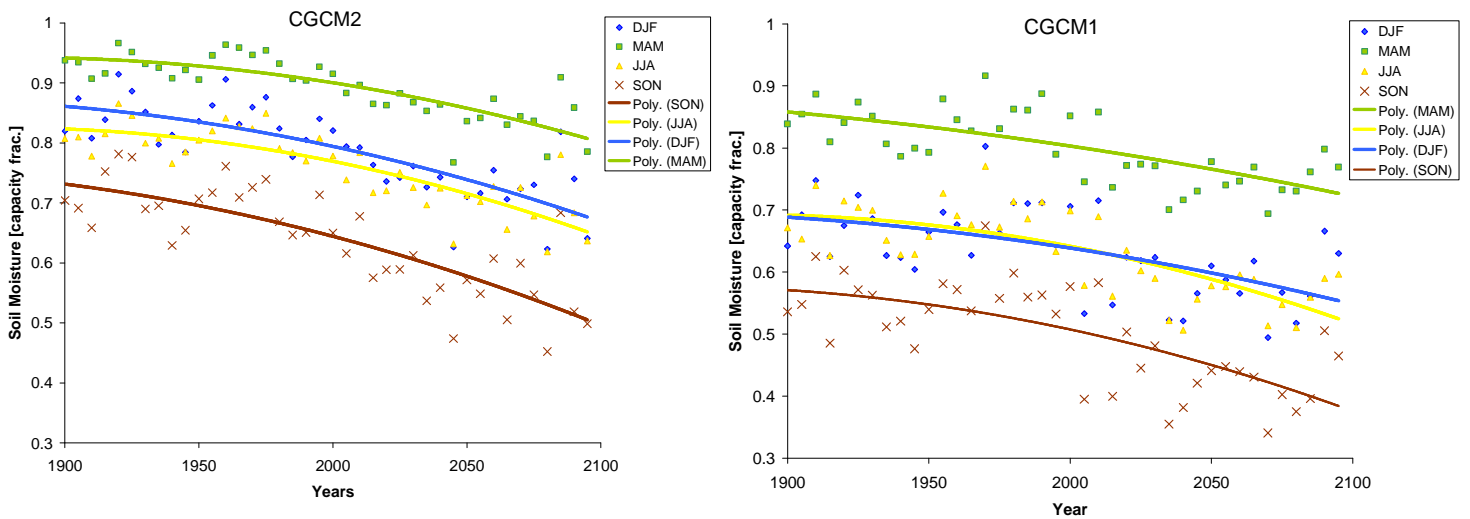 CGCM2
Soil Moisture [capacity frac.]
1
0.9
0.8
0.7
0.6
0.5
0.4
0.3
1900
1950
2000
2050
2100
Years
DJF
MAM
JJA
SON
Poly. (SON)
Poly. (JJA)
Poly. (DJF)
Poly. (MAM)
CGCM1
Soil Moisture [capacity frac.]
1
0.9
0.8
0.7
0.6
0.5
0.4
0.3
1900
1950
2000
2050
2100
Year
DJF
MAM
JJA
SON
Poly. (MAM)
Poly. (JJA)
Poly. (DJF)
Poly. (SON)